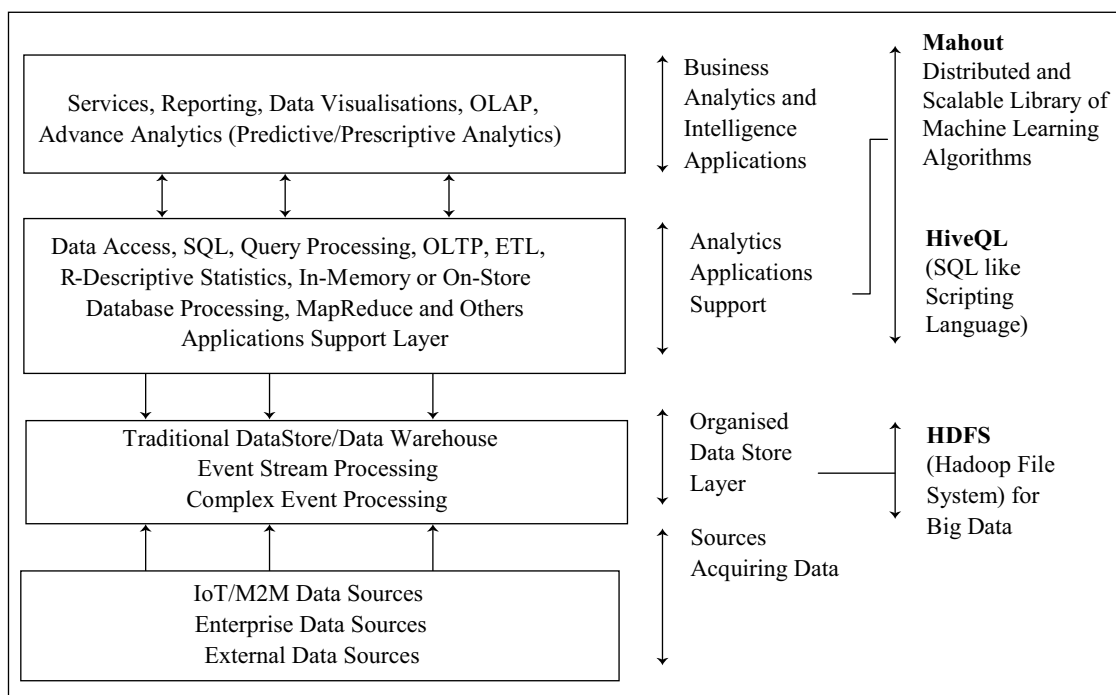 Services, Reporting, Data Visualisations, OLAP,
Advance Analytics (Predictive/Prescriptive Analytics)
Business
Analytics and
Intelligence
Applications
Mahout
Distributed and
Scalable Library of
Machine Learning
Algorithms
Data Access, SQL, Query Processing, OLTP, ETL,
R-Descriptive Statistics, In-Memory or On-Store
Database Processing, MapReduce and Others
Applications Support Layer
Analytics
Applications
Support
HiveQL
(SQL like
Scripting
Language)
Traditional DataStore/Data Warehouse
Event Stream Processing
Complex Event Processing
Organised
Data Store
Layer
HDFS
(Hadoop File
System) for
Big Data
IoT/M2M Data Sources
Enterprise Data Sources
External Data Sources
Sources
Acquiring Data